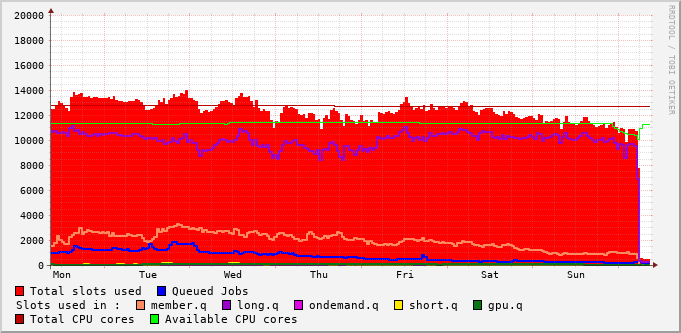 20000
18000
16000
14000
12000
10000
8000
6000
4000
2000
0
Mon Tue Wed Thu Fri Sat Sun
RRDTOOL / TOBI OETIKER
Total slots used Queued Jobs
Slots used in : member.q long.q ondemand.q short.q gpu.q
Total CPU cores Available CPU cores